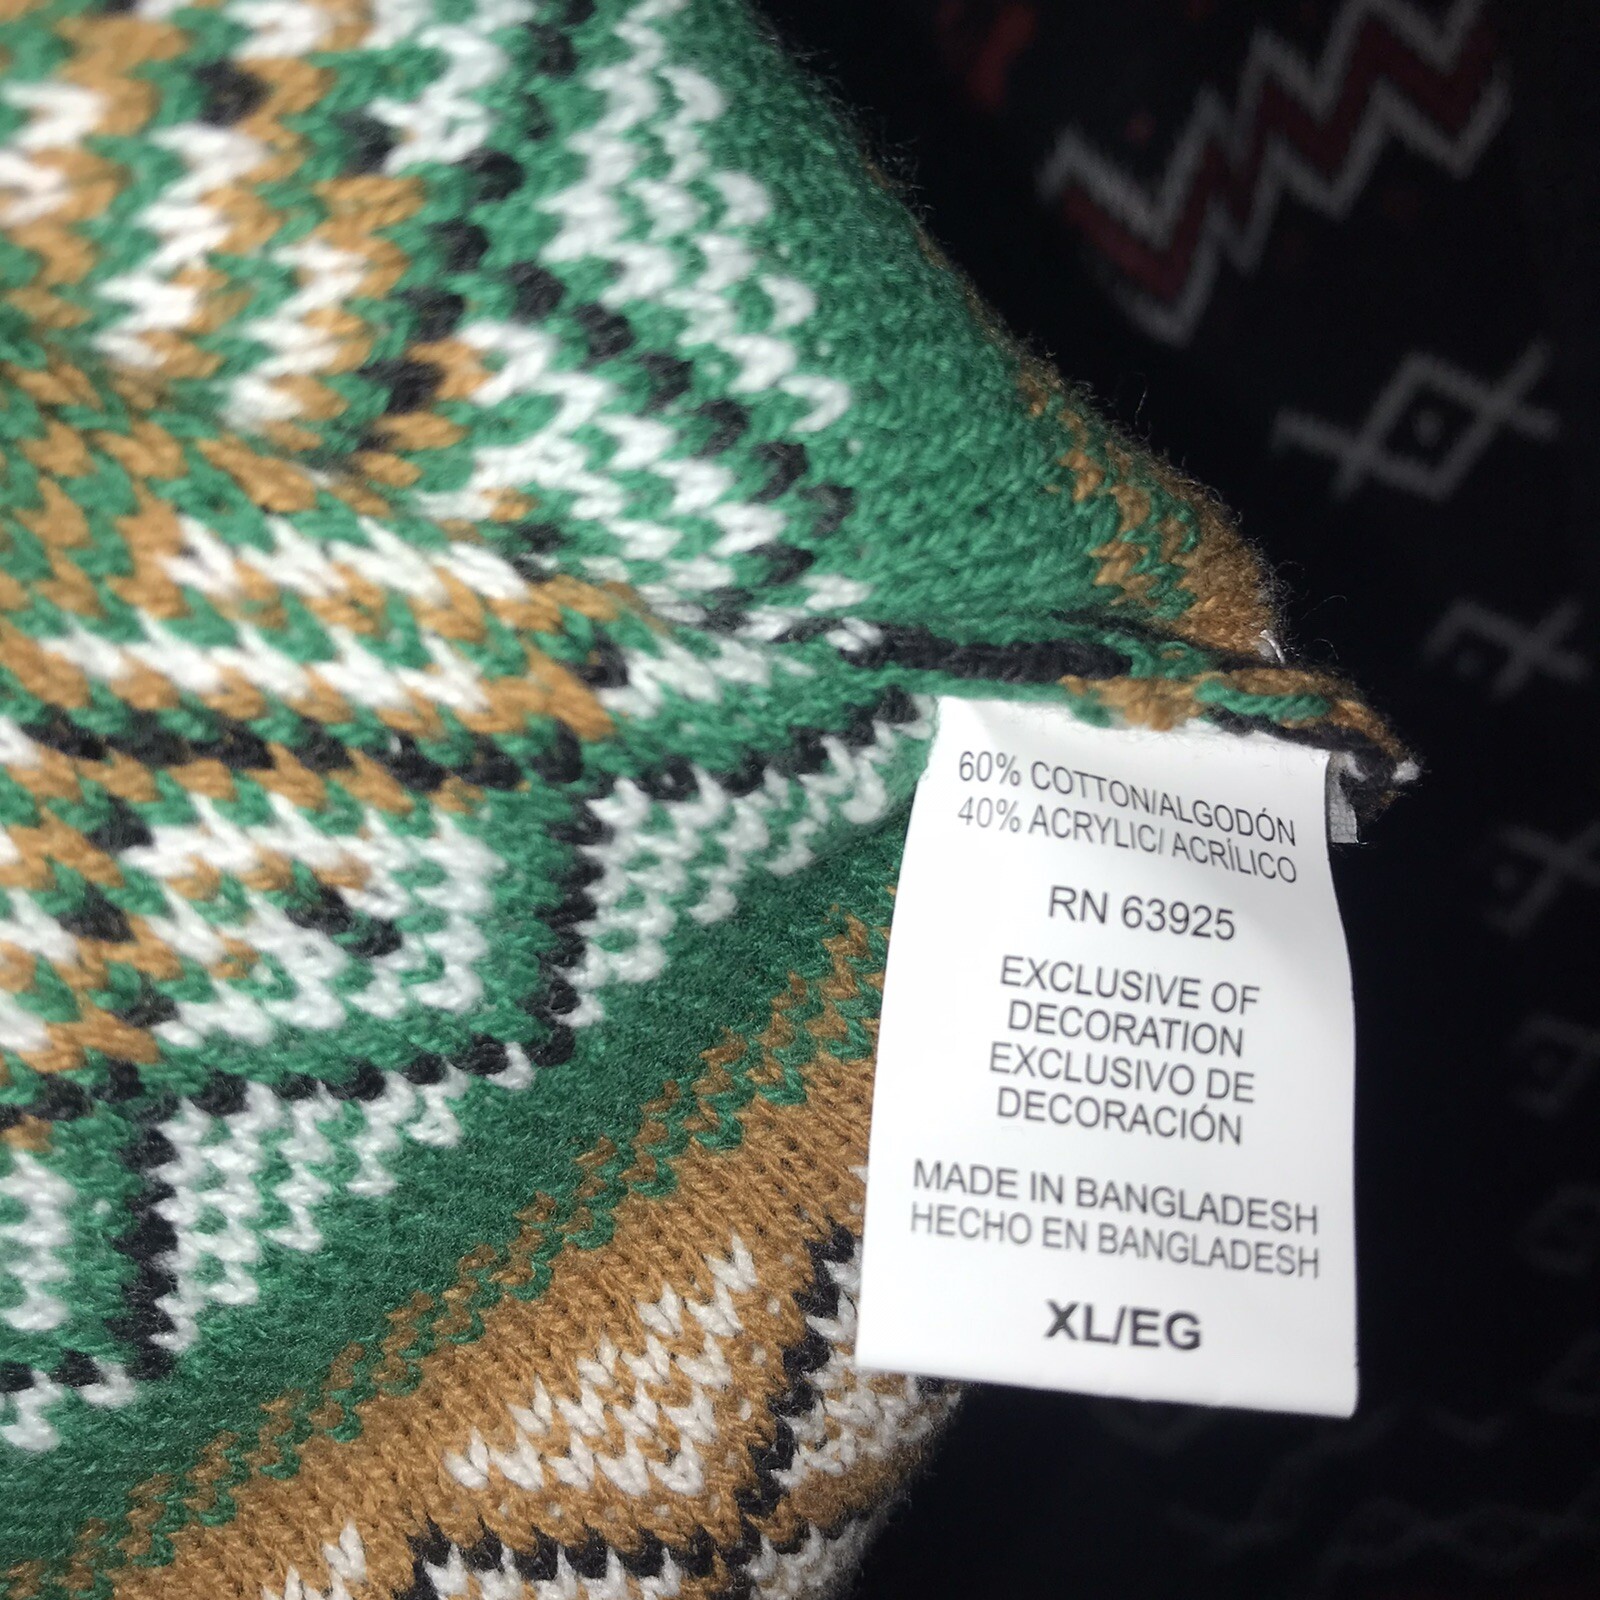 60% COTTON/ALGODÓN
40% ACRYLIC/ ACRÍLICO
RN 63925
EXCLUSIVE OF
DECORATION
EXCLUSIVO DE
DECORACIÓN
MADE IN BANGLADESH
HECHO EN BANGLADESH
XL/EG